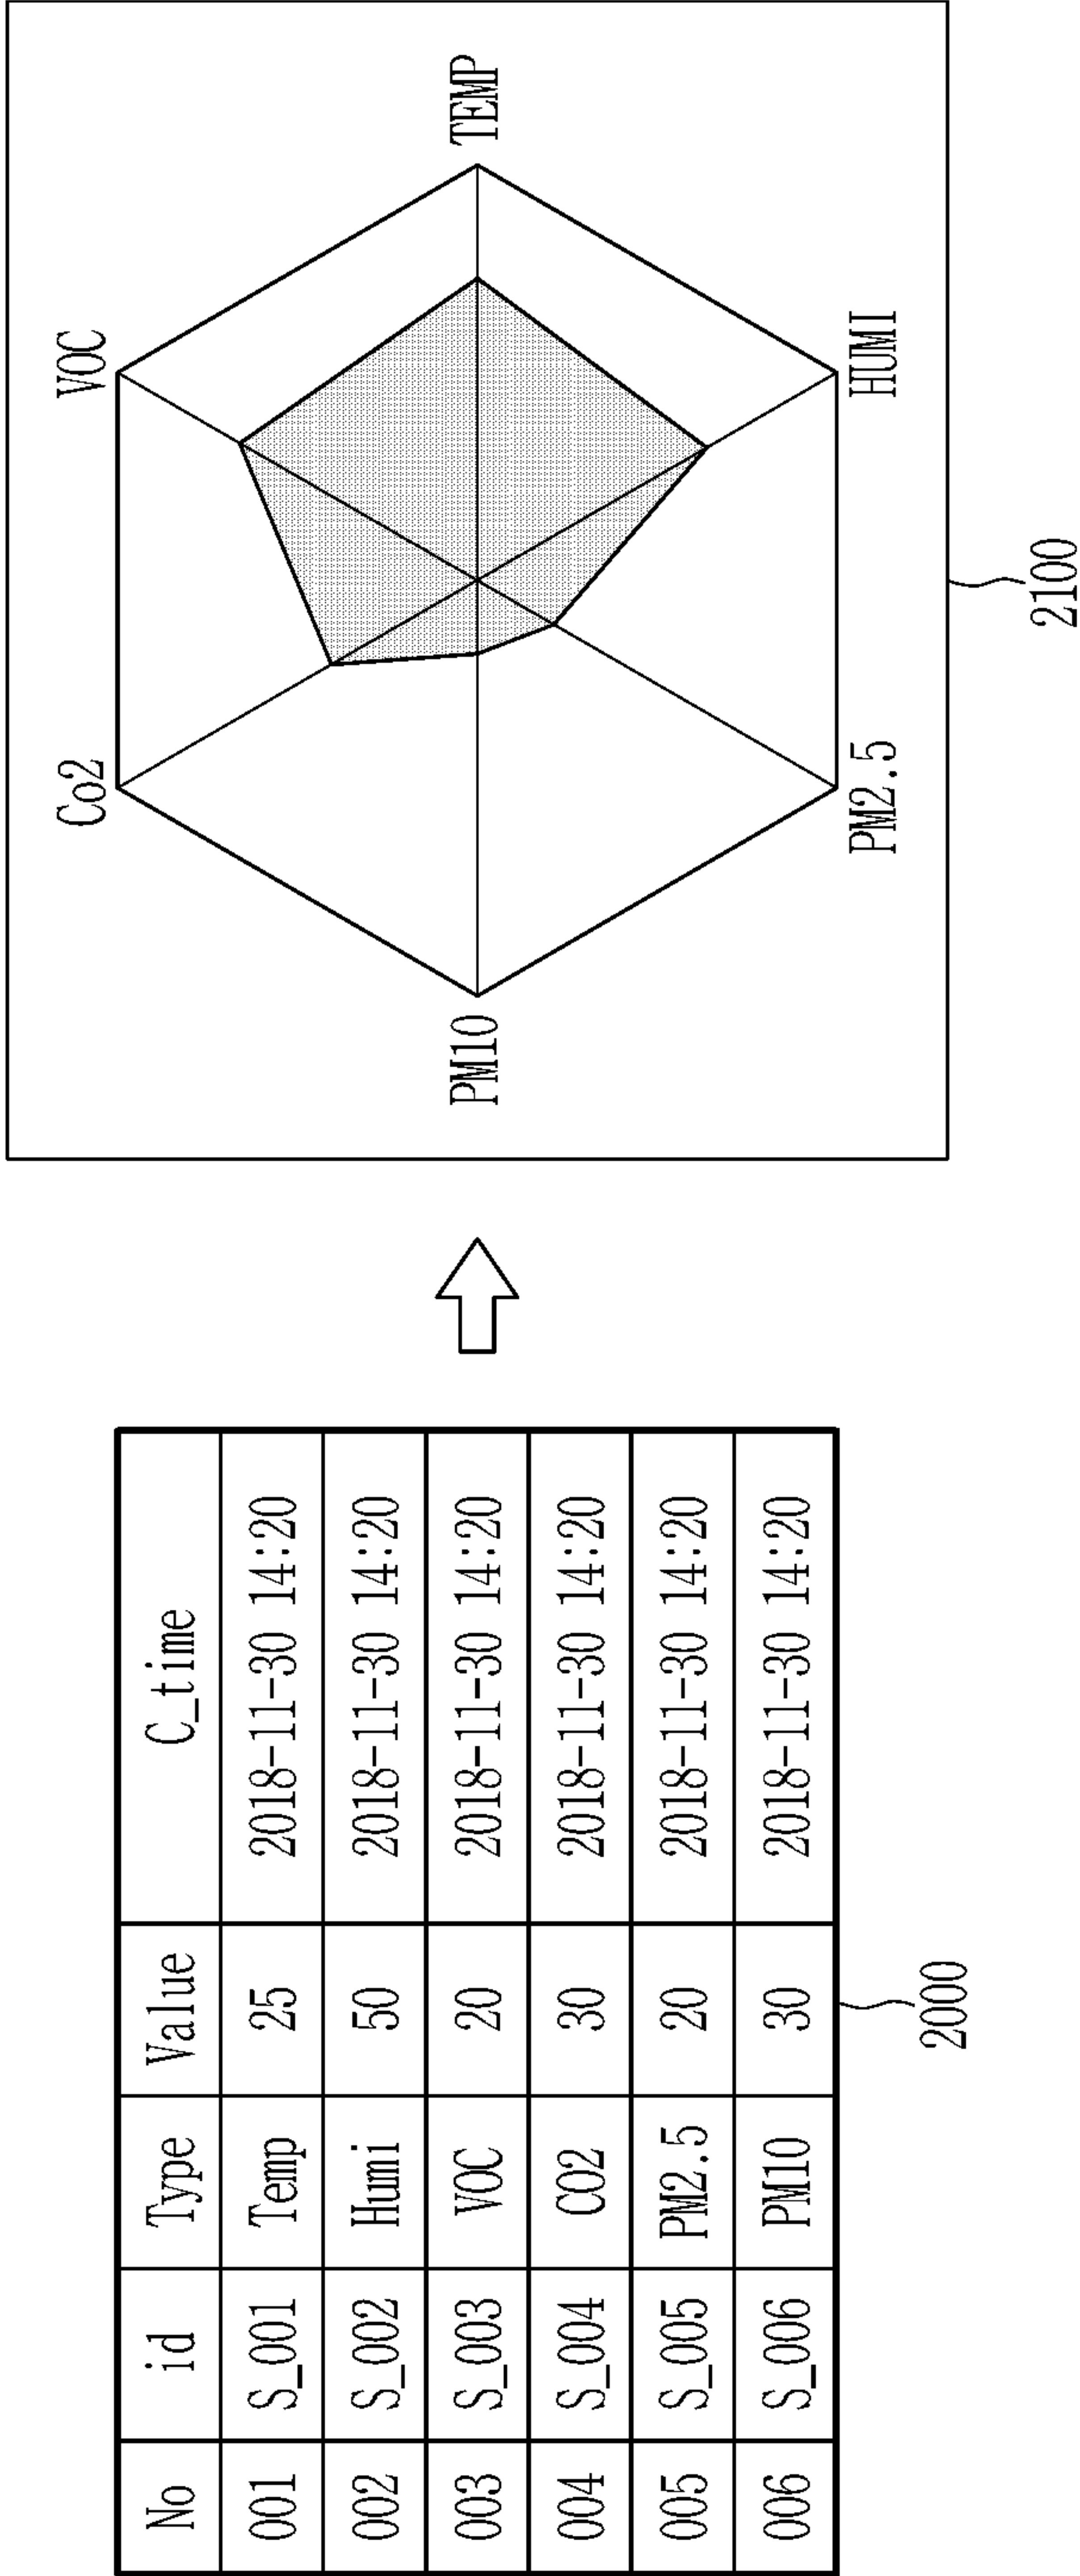 No id Type Value C_time
001 S_001 Temp 25 2018-11-30 14:20
002 S_002 Humi 50 2018-11-30 14:20
003 S_003 VOC 20 2018-11-30 14:20
004 S_004 CO2 30 2018-11-30 14:20
005 S_005 PM2.5 20 2018-11-30 14:20
006 S_006 PM10 30 2018-11-30 14:20
2000
Co2
VOC
PM10
TEMP
PM2.5
HUMI
2100